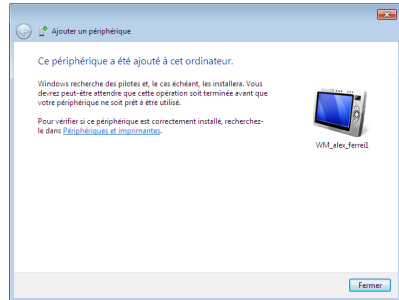 Ajouter un périphérique
Ce périphérique a été ajouté à cet ordinateur.
Windows recherche des pilotes et, le cas échéant, les installera. Vous
devrez peut-être attendre que cette opération soit terminée avant que
votre périphérique ne soit prêt à être utilisé.
Pour vérifier si ce périphérique est correctement installé, recherchez-
le dans Périphériques et imprimantes.
WM_alex_ferrei1
Fermer